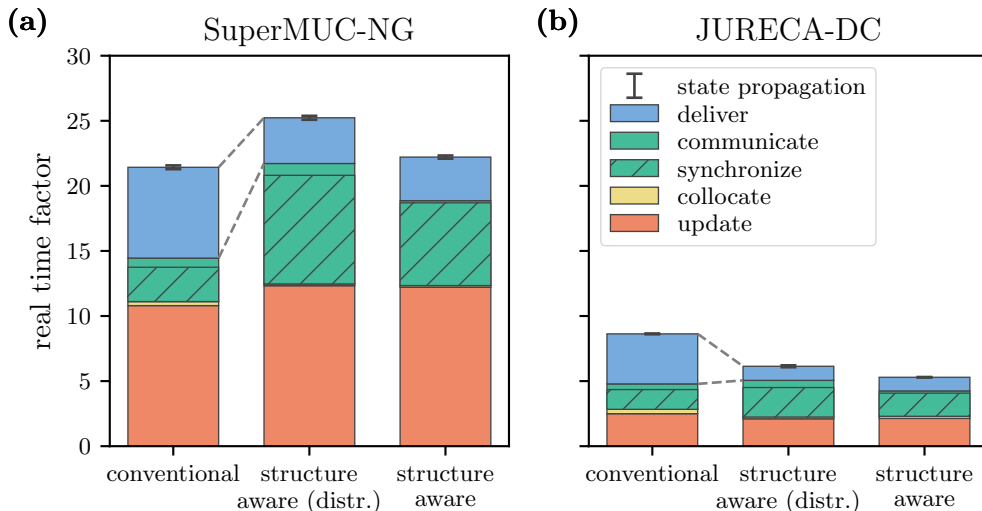 (a)
SuperMUC-NG
(b)
JURECA-DC
real time factor
30
25
20
15
10
5
0
state propagation
deliver
communicate
synchronize
collocate
update
conventional
structure
aware (distr.)
structure
aware
conventional
structure
aware (distr.)
structure
aware